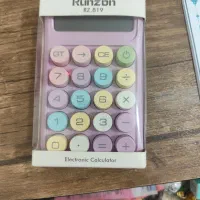 Runzon
RZ.819
GT → CE ÷
7 8 9 ÷
4 5 6 ×
1 2 3 −
0 . = +
Electronic Calculator